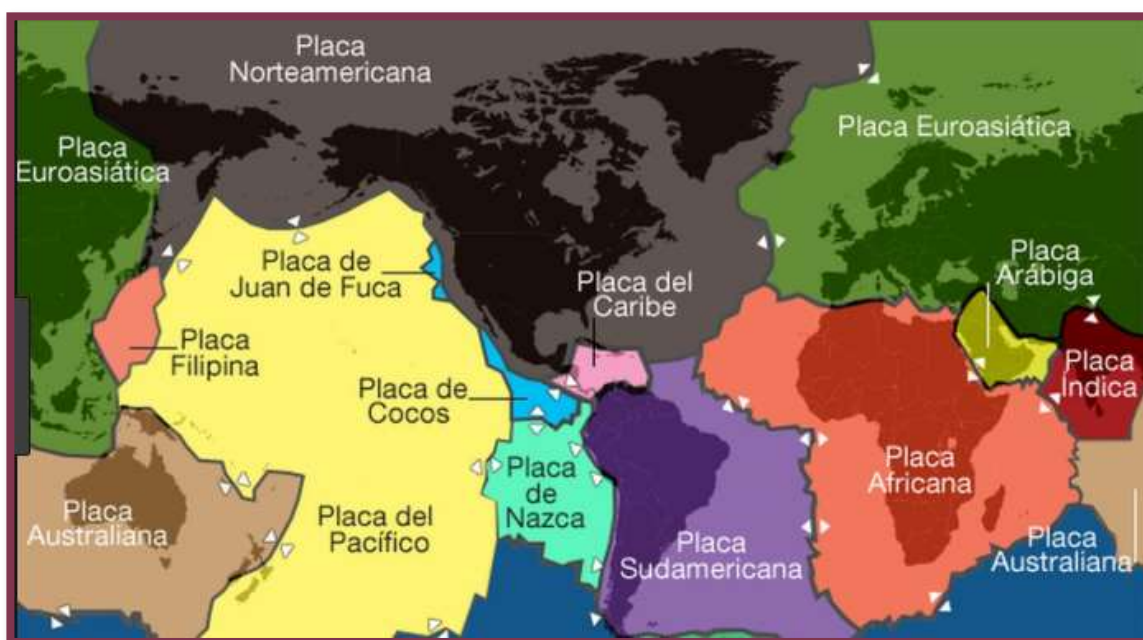 Placa
Norteamericana
Placa
Euroasiática
Placa Euroasiática
Placa de
Juan de Fuca
Placa del
Caribe
Placa
Arábiga
Placa
Filipina
Placa de
Cocos
Placa
Índica
Placa
Australiana
Placa del
Pacífico
Placa
de
Nazca
Placa
Sudamericana
Placa
Africana
Placa
Australiana